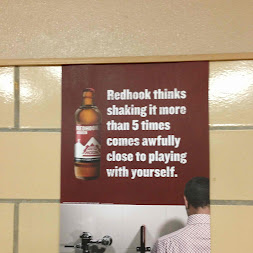 Redhook thinks
shaking it more
than 5 times
comes awfully
close to playing
with yourself.